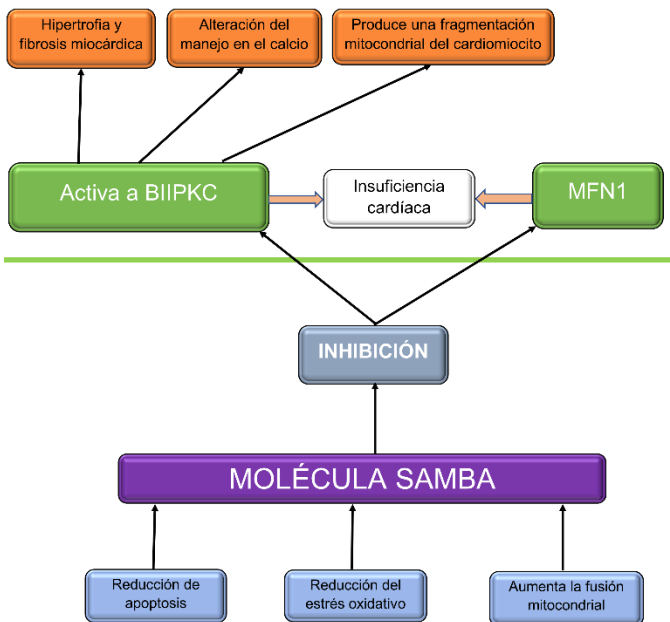 Hipertrofia y
fibrosis miocárdica
Alteración del
manejo en el calcio
Produce una fragmentación
mitocondrial del cardiomiocito
Activa a BIIPKC
Insuficiencia
cardíaca
MFN1
INHIBICIÓN
MOLÉCULA SAMBA
Reducción de
apoptosis
Reducción del
estrés oxidativo
Aumenta la fusión
mitocondrial